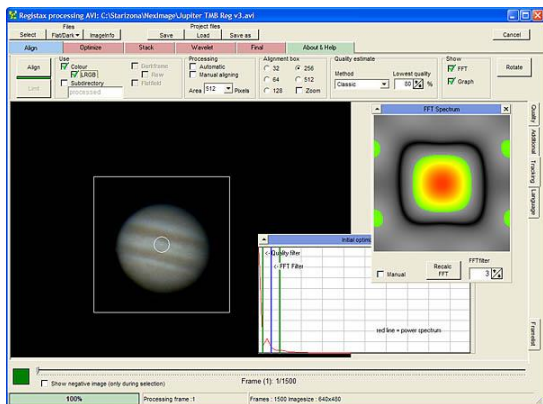 Registax processing AVI: C:\Starizona\NexImage\Jupiter TMB Reg v3.avi
Files Project files
Select Flat/Dark ImageInfo Save Load Save as Cancel
Align Optimize Stack Wavelet Final About & Help
Use Processing Alignment box Quality estimate Show
Align Colour Darkframe Automatic 32 256 Method Lowest quality FFT Rotate
LRGB Flow Manual aligning 64 512 Classic 80 % Graph
Limit Subdirectory Flatfield Area 512 Pixels 128 Zoom
processed
FFT Spectrum
Quality
Additional
Tracking
Language
Initial optimi
<-Quality filter
<-FFT Filter
Manual Recalc FFT FFTfilter 3
red line = power spectrum
Framelist
Show negative image (only during selection) Frame (1): 1/1500
100% Processing frame :1 Frames : 1500 Imagesize : 640x480